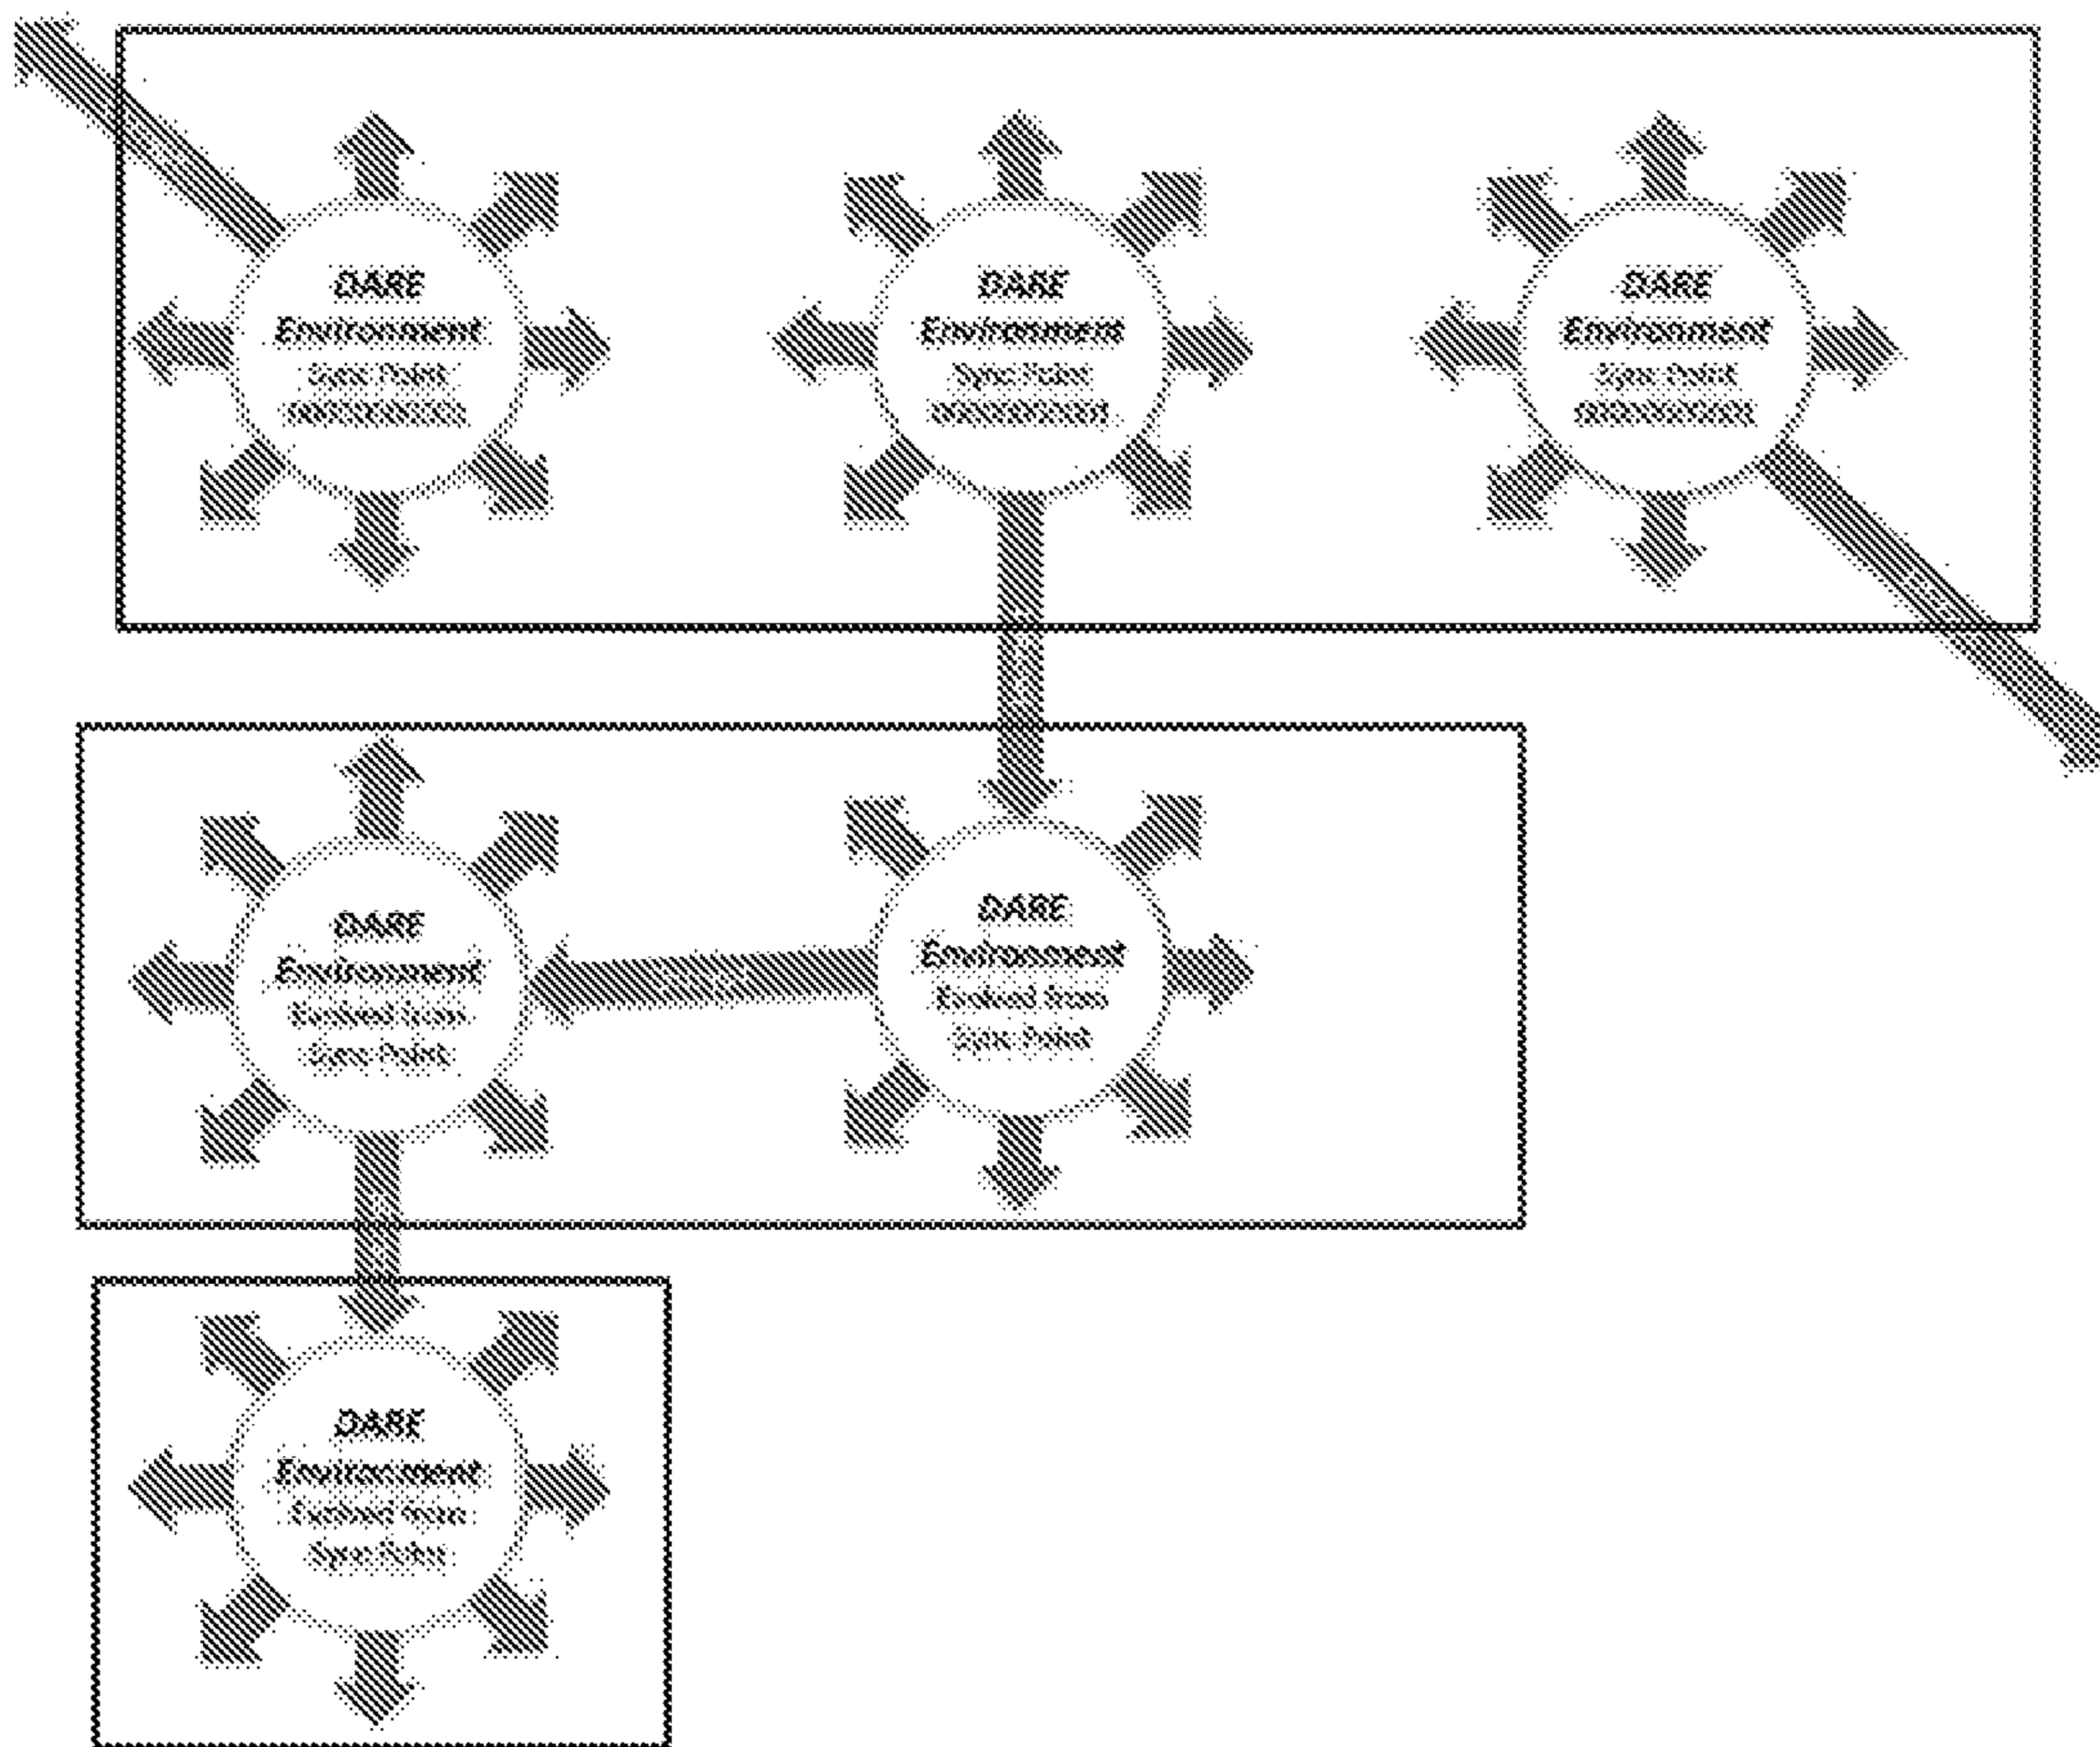 DARE
Environment
Sync Point
DARE
Environment
Sync Point
DARE
Environment
Sync Point
DARE
Environment
Evolved from
Sync Point
DARE
Environment
Evolved from
Sync Point
DARE
Environment
Evolved from
Sync Point